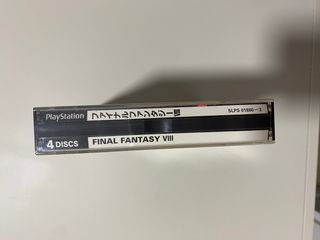 PlayStation
ファイナルファンタジーVIII
SLPS 01880~3
4 DISCS
FINAL FANTASY VIII